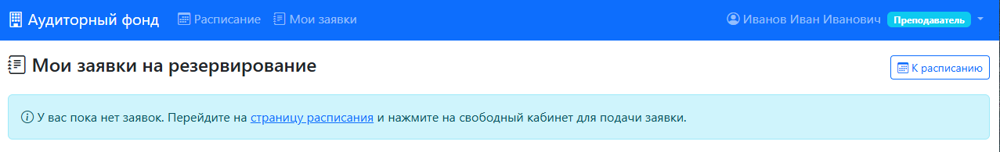 Аудиторный фонд Расписание Мои заявки Иванов Иван Иванович Преподаватель
Мои заявки на резервирование К расписанию
У вас пока нет заявок. Перейдите на страницу расписания и нажмите на свободный кабинет для подачи заявки.